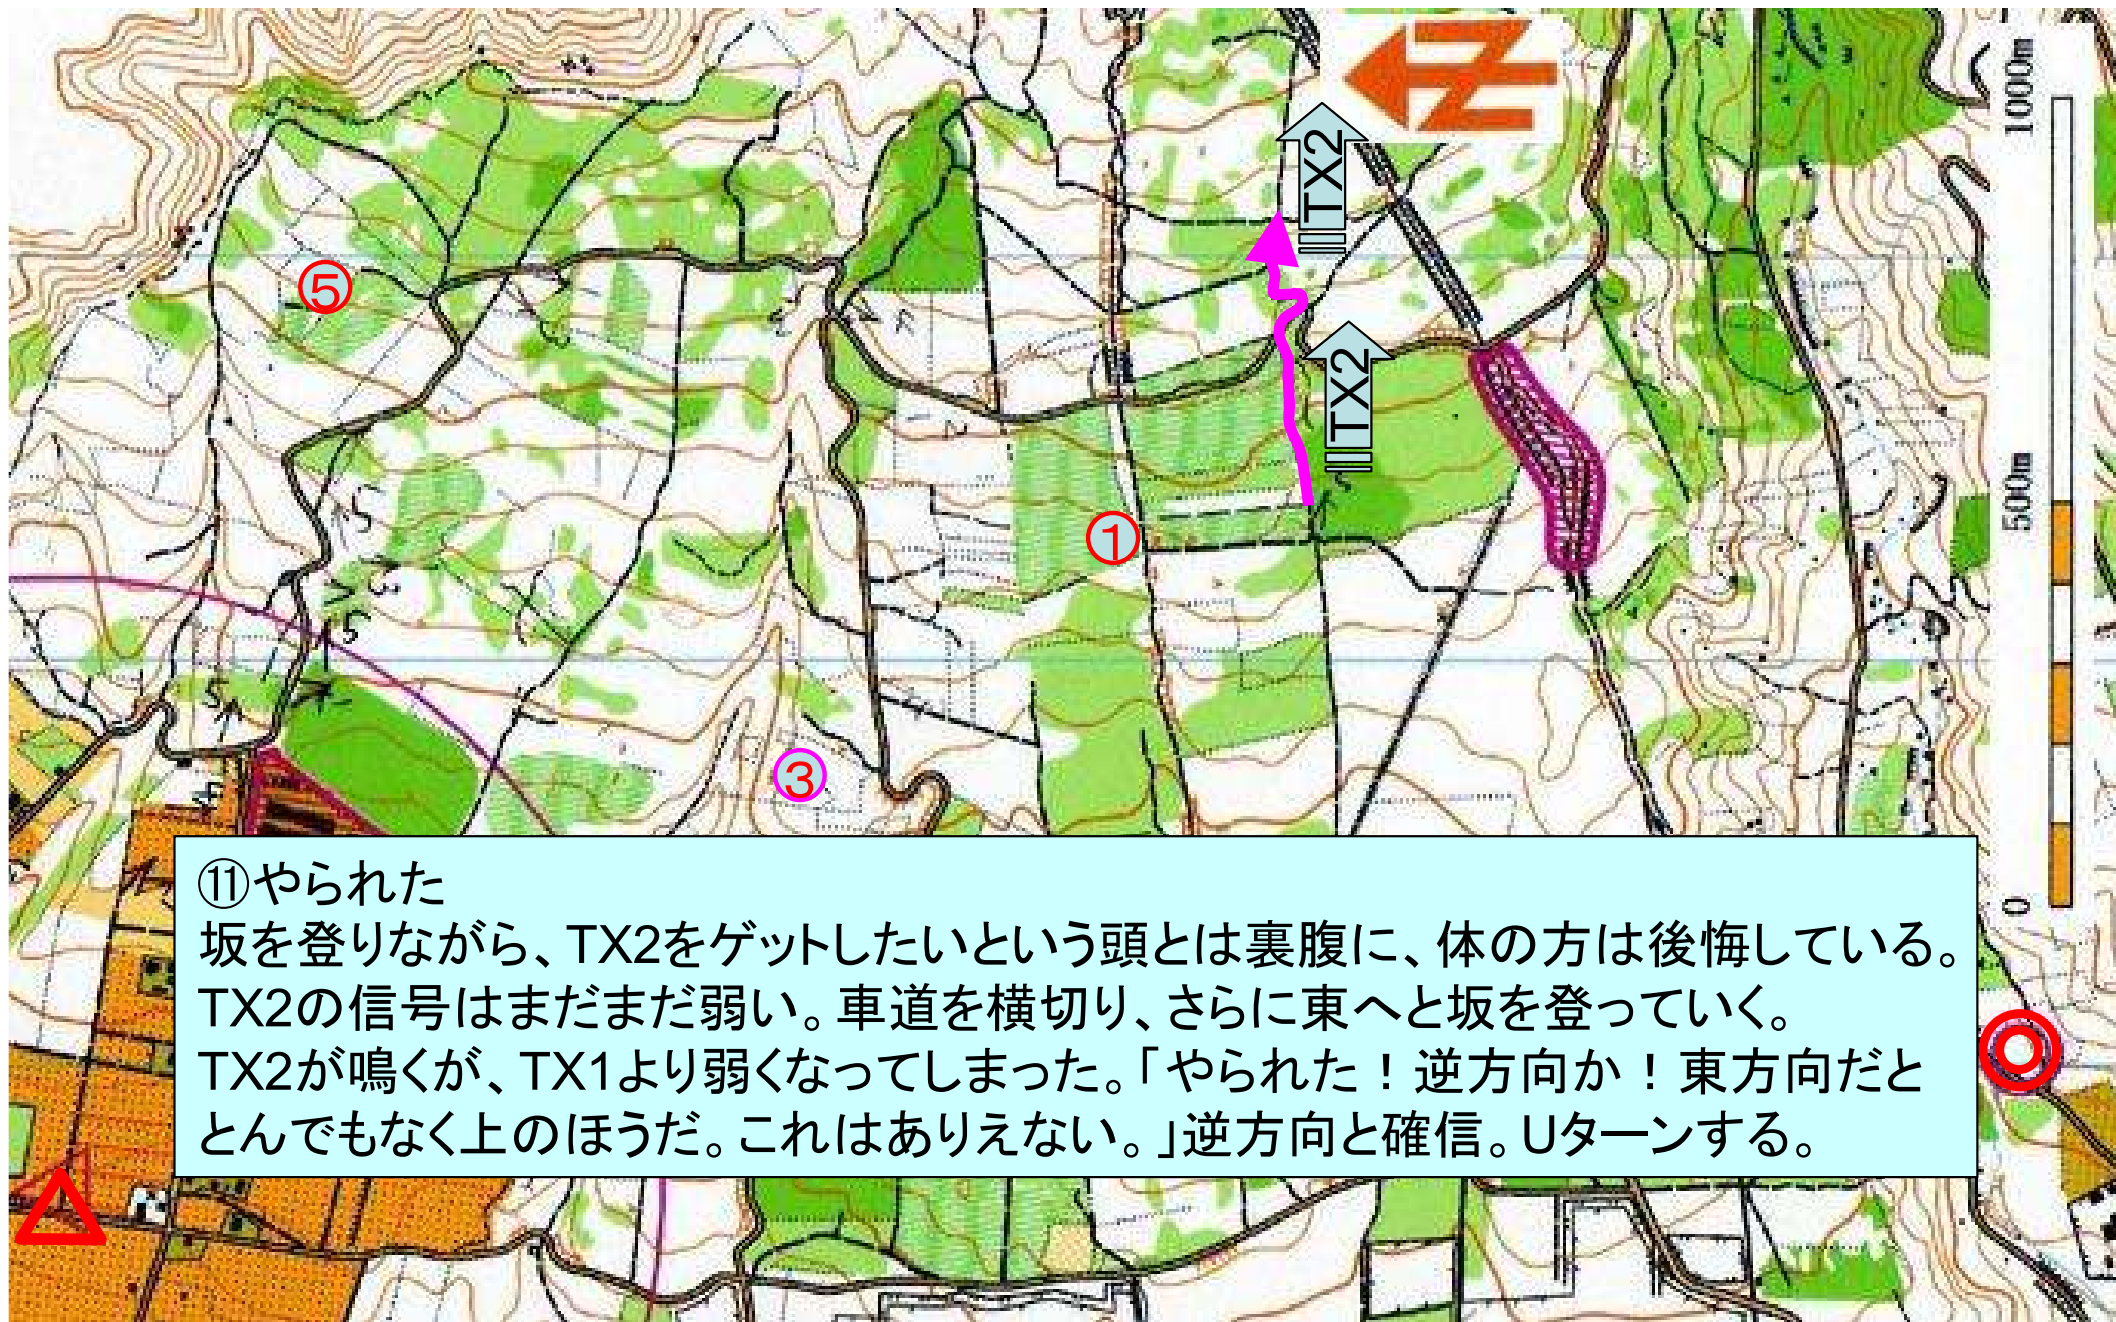 1000m
N
TX2
⑤
TX2
500m
①
③
0
⑪やられた
坂を登りながら、TX2をゲットしたいという頭とは裏腹に、体の方は後悔している。
TX2の信号はまだまだ弱い。車道を横切り、さらに東へと坂を登っていく。
TX2が鳴くが、TX1より弱くなってしまった。「やられた！逆方向か！東方向だと
とんでもなく上のほうだ。これはありえない。」逆方向と確信。Uターンする。